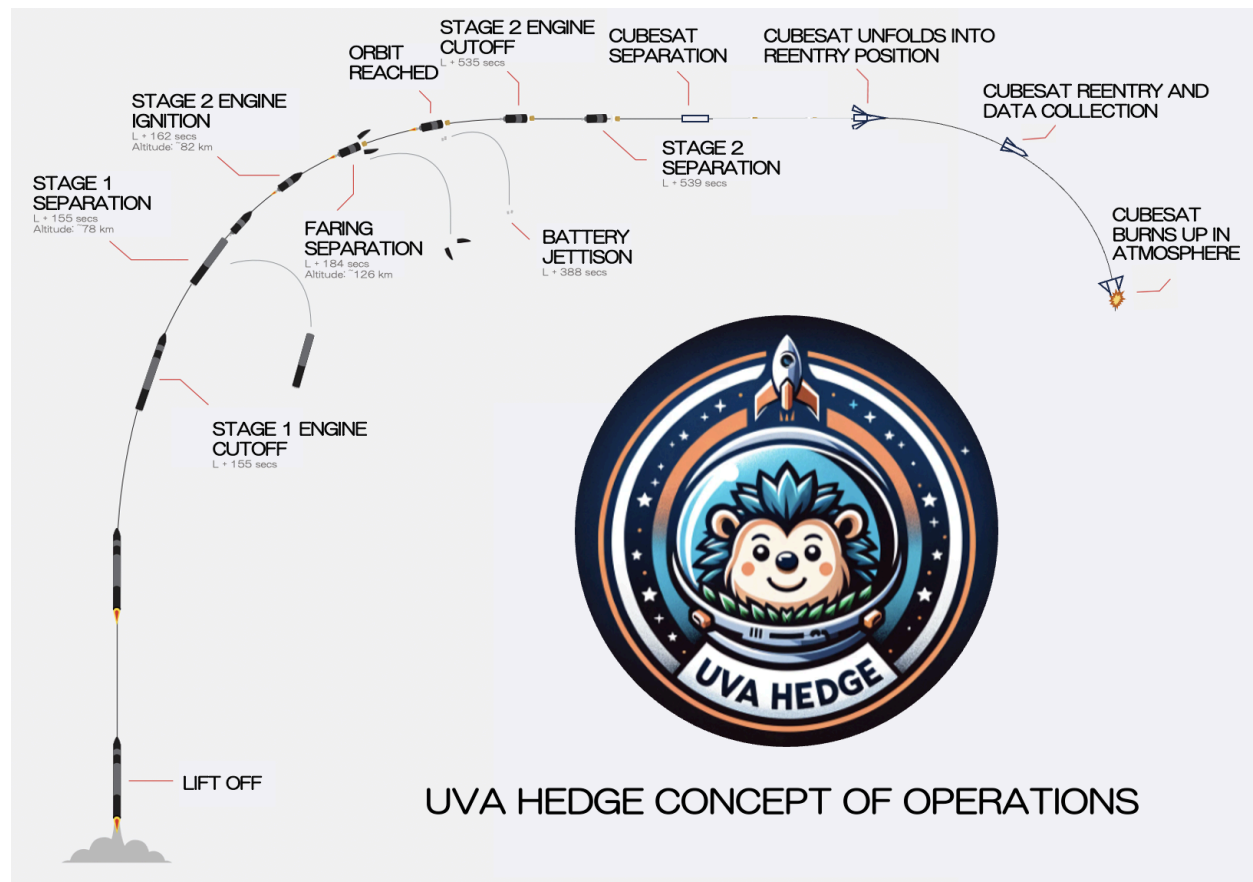 LIFT OFF
STAGE 1 ENGINE
CUTOFF
L + 155 secs
STAGE 1
SEPARATION
L + 155 secs
Altitude: ~78 km
STAGE 2 ENGINE
IGNITION
L + 162 secs
Altitude: ~82 km
FARING
SEPARATION
L + 184 secs
Altitude: ~126 km
ORBIT
REACHED
BATTERY
JETTISON
L + 388 secs
STAGE 2 ENGINE
CUTOFF
L + 535 secs
STAGE 2
SEPARATION
L + 539 secs
CUBESAT
SEPARATION
CUBESAT UNFOLDS INTO
REENTRY POSITION
CUBESAT REENTRY AND
DATA COLLECTION
CUBESAT
BURNS UP IN
ATMOSPHERE
UVA HEDGE
UVA HEDGE CONCEPT OF OPERATIONS